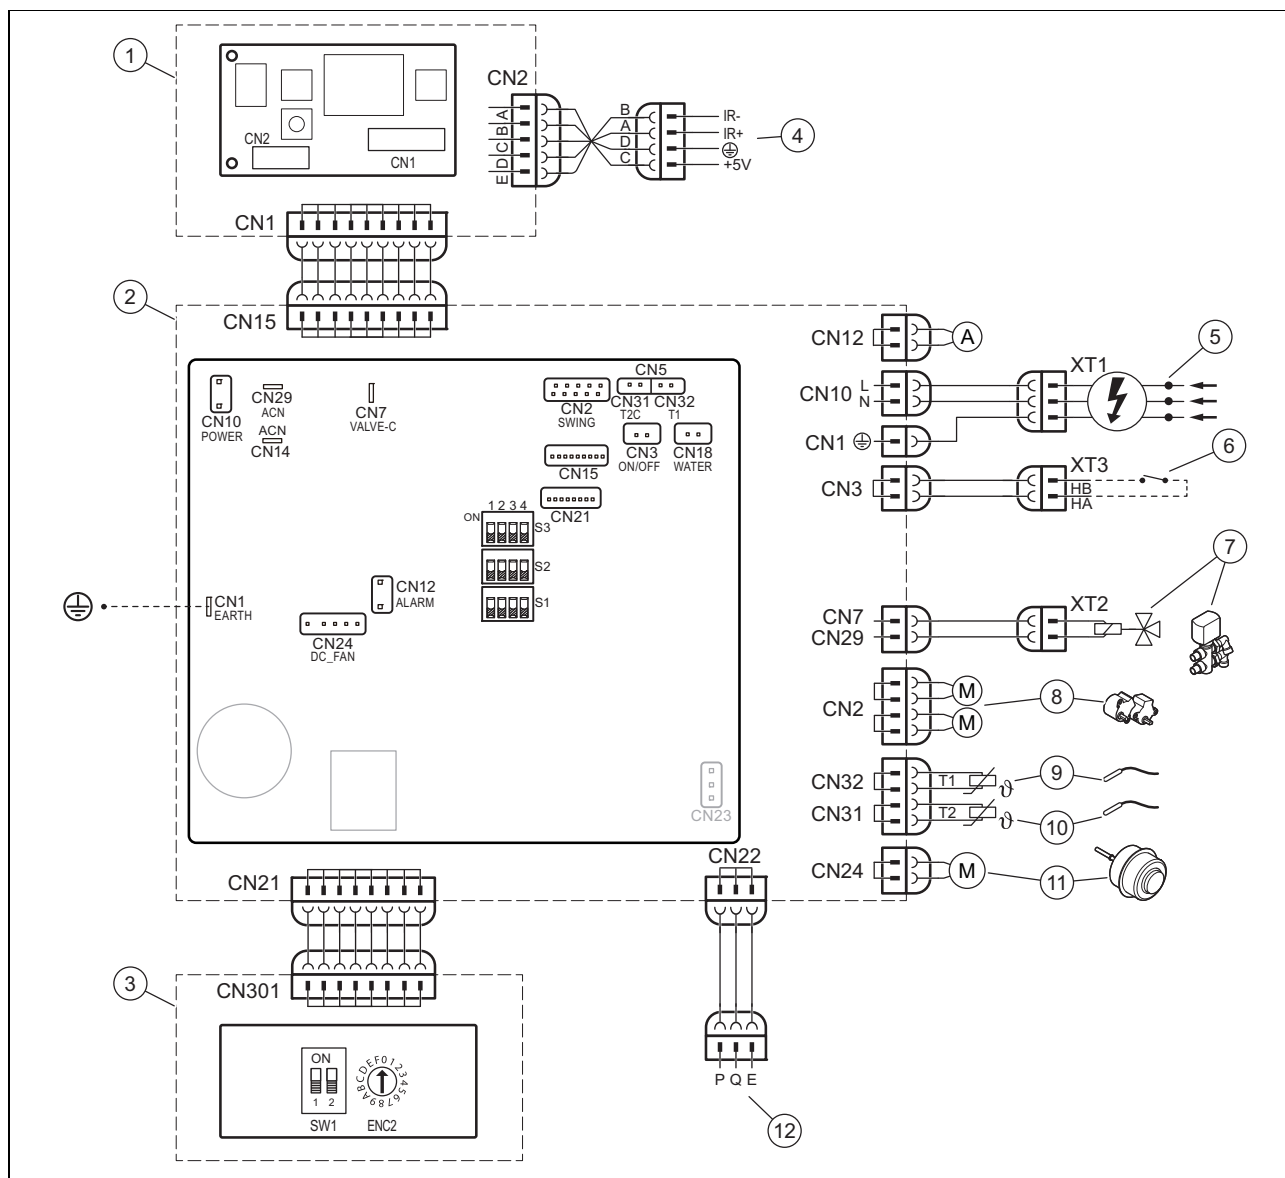 1
CN2
CN1
CN2
A
B
C
D
E
B
A
D
C
IR-
IR+
+5V
4
CN1
2
CN15
CN12
A
CN10
L
N
XT1
5
CN1
CN3
XT3
HB
HA
6
CN10
POWER
CN29
ACN
ACN
CN14
CN7
VALVE-C
CN5
CN2
SWING
CN31
T2C
CN32
T1
CN3
ON/OFF
CN18
WATER
CN15
CN21
1 2 3 4
ON
S3
S2
S1
CN12
ALARM
CN1
EARTH
CN24
DC_FAN
CN23
7
CN7
CN29
XT2
CN2
M
M
8
CN32
T1
ϑ
9
CN31
T2
ϑ
10
CN24
M
11
CN21
CN22
P Q E
12
3
CN301
ON
1 2
SW1
0123456789ABCDEF
ENC2